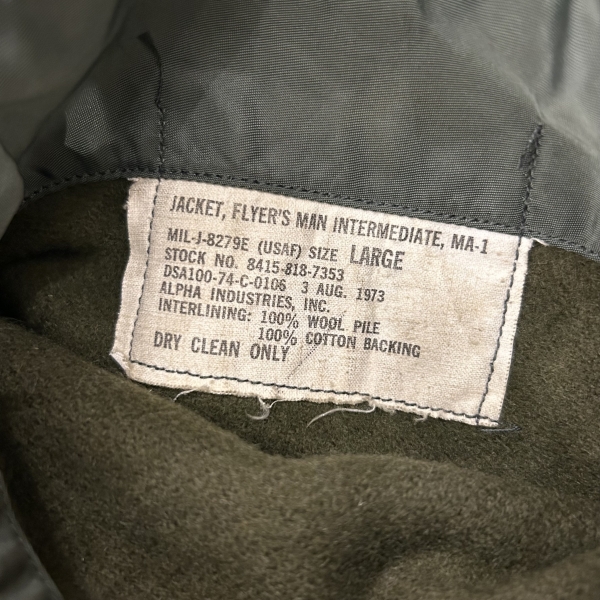 JACKET, FLYER'S MAN INTERMEDIATE, MA-1
MIL-J-8279E (USAF) SIZE LARGE
STOCK NO. 8415-818-7353
DSA100-74-C-0106 3 AUG. 1973
ALPHA INDUSTRIES, INC.
INTERLINING: 100% WOOL PILE
100% COTTON BACKING
DRY CLEAN ONLY